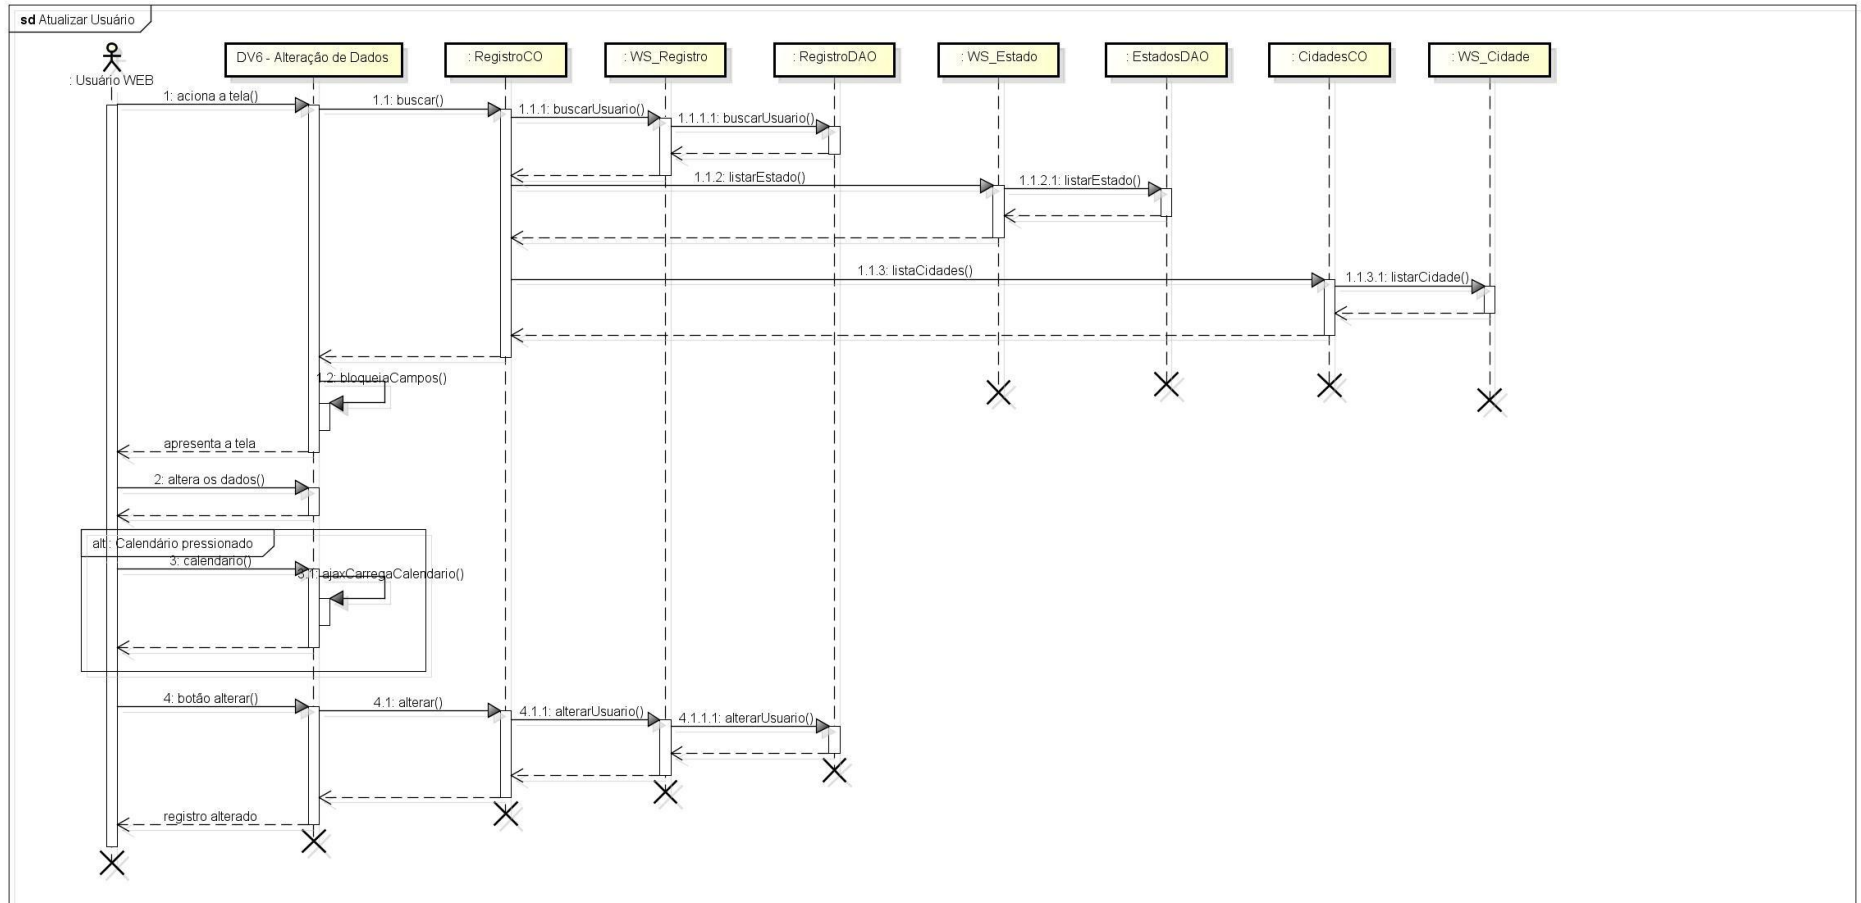 sd Atualizar Usuário
: Usuário WEB
DV6 - Alteração de Dados
: RegistroCO
: WS_Registro
: RegistroDAO
: WS_Estado
: EstadosDAO
: CidadesCO
: WS_Cidade
1: aciona a tela()
1.1: buscar()
1.1.1: buscarUsuario()
1.1.1.1: buscarUsuario()
1.1.2: listarEstado()
1.1.2.1: listarEstado()
1.1.3: listaCidades()
1.1.3.1: listarCidade()
1.2: bloqueiaCampos()
apresenta a tela
2: altera os dados()
alt : Calendário pressionado
3: calendario()
3.1: ajaxCarregaCalendario()
4: botão alterar()
4.1: alterar()
4.1.1: alterarUsuario()
4.1.1.1: alterarUsuario()
registro alterado